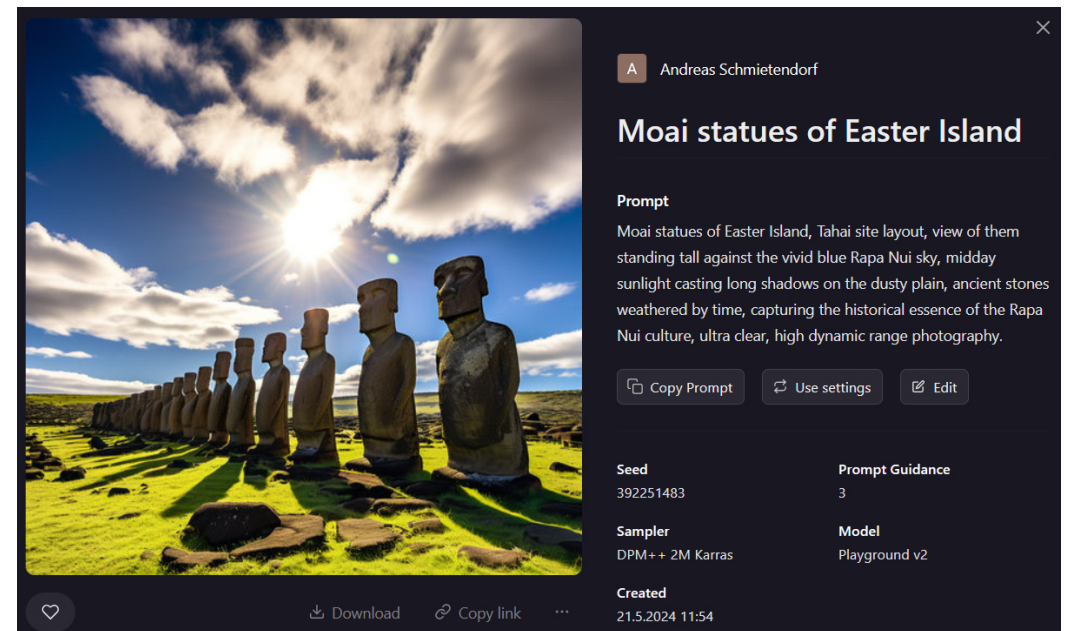 A
Andreas Schmietendorf
Moai statues of Easter Island
Prompt
Moai statues of Easter Island, Tahai site layout, view of them
standing tall against the vivid blue Rapa Nui sky, midday
sunlight casting long shadows on the dusty plain, ancient stones
weathered by time, capturing the historical essence of the Rapa
Nui culture, ultra clear, high dynamic range photography.
Copy Prompt
Use settings
Edit
Seed
392251483
Prompt Guidance
3
Sampler
DPM++ 2M Karras
Model
Playground v2
Created
21.5.2024 11:54
Download
Copy link